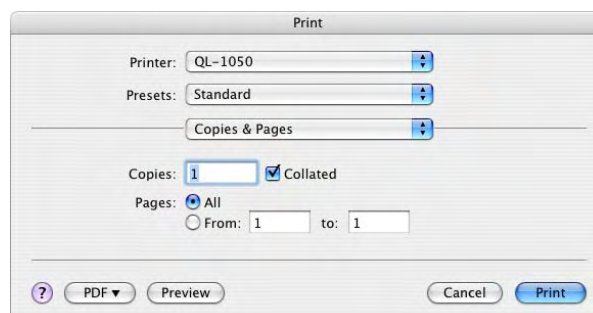 Print
Printer: QL-1050
Presets: Standard
Copies & Pages
Copies: 1 Collated
Pages: All
From: 1 to: 1
? PDF▼ Preview Cancel Print